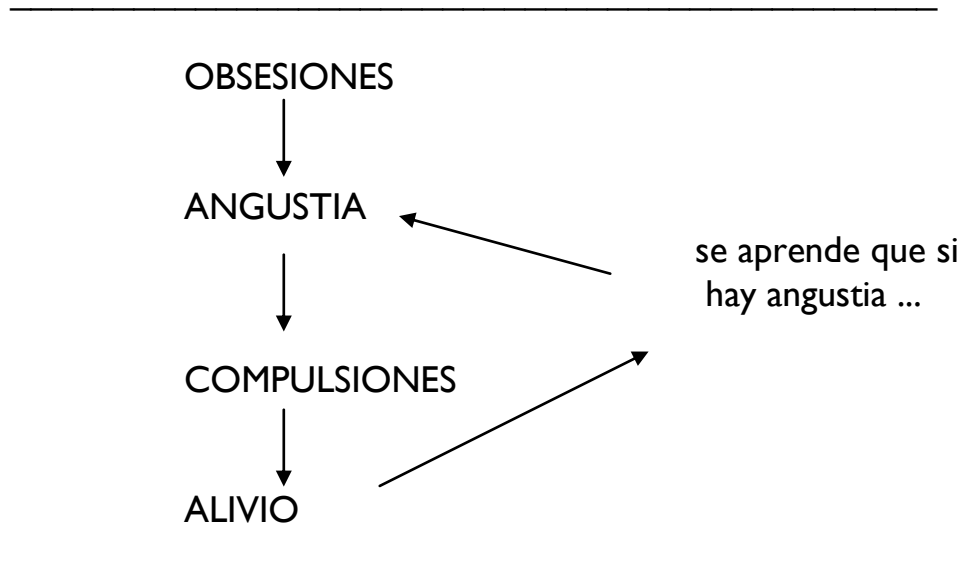 OBSESIONES
ANGUSTIA
se aprende que si
hay angustia ...
COMPULSIONES
ALIVIO